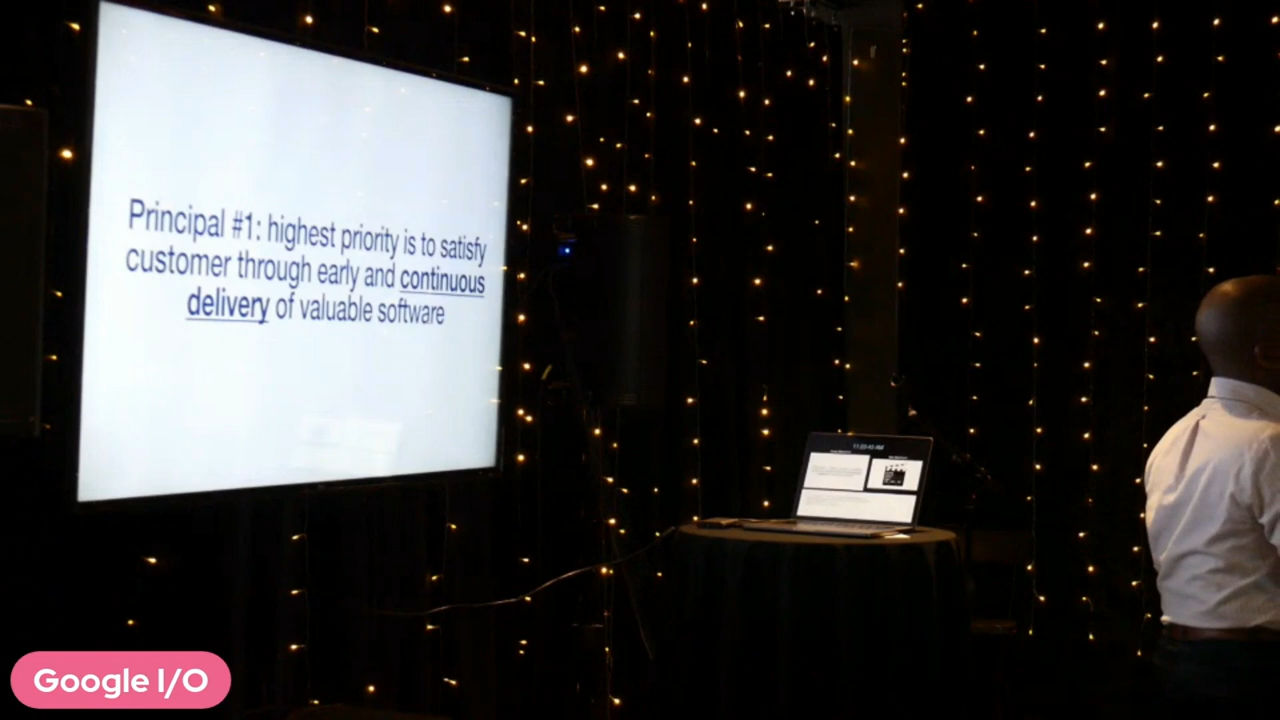 Principal #1: highest priority is to satisfy
customer through early and continuous
delivery of valuable software
Google I/O